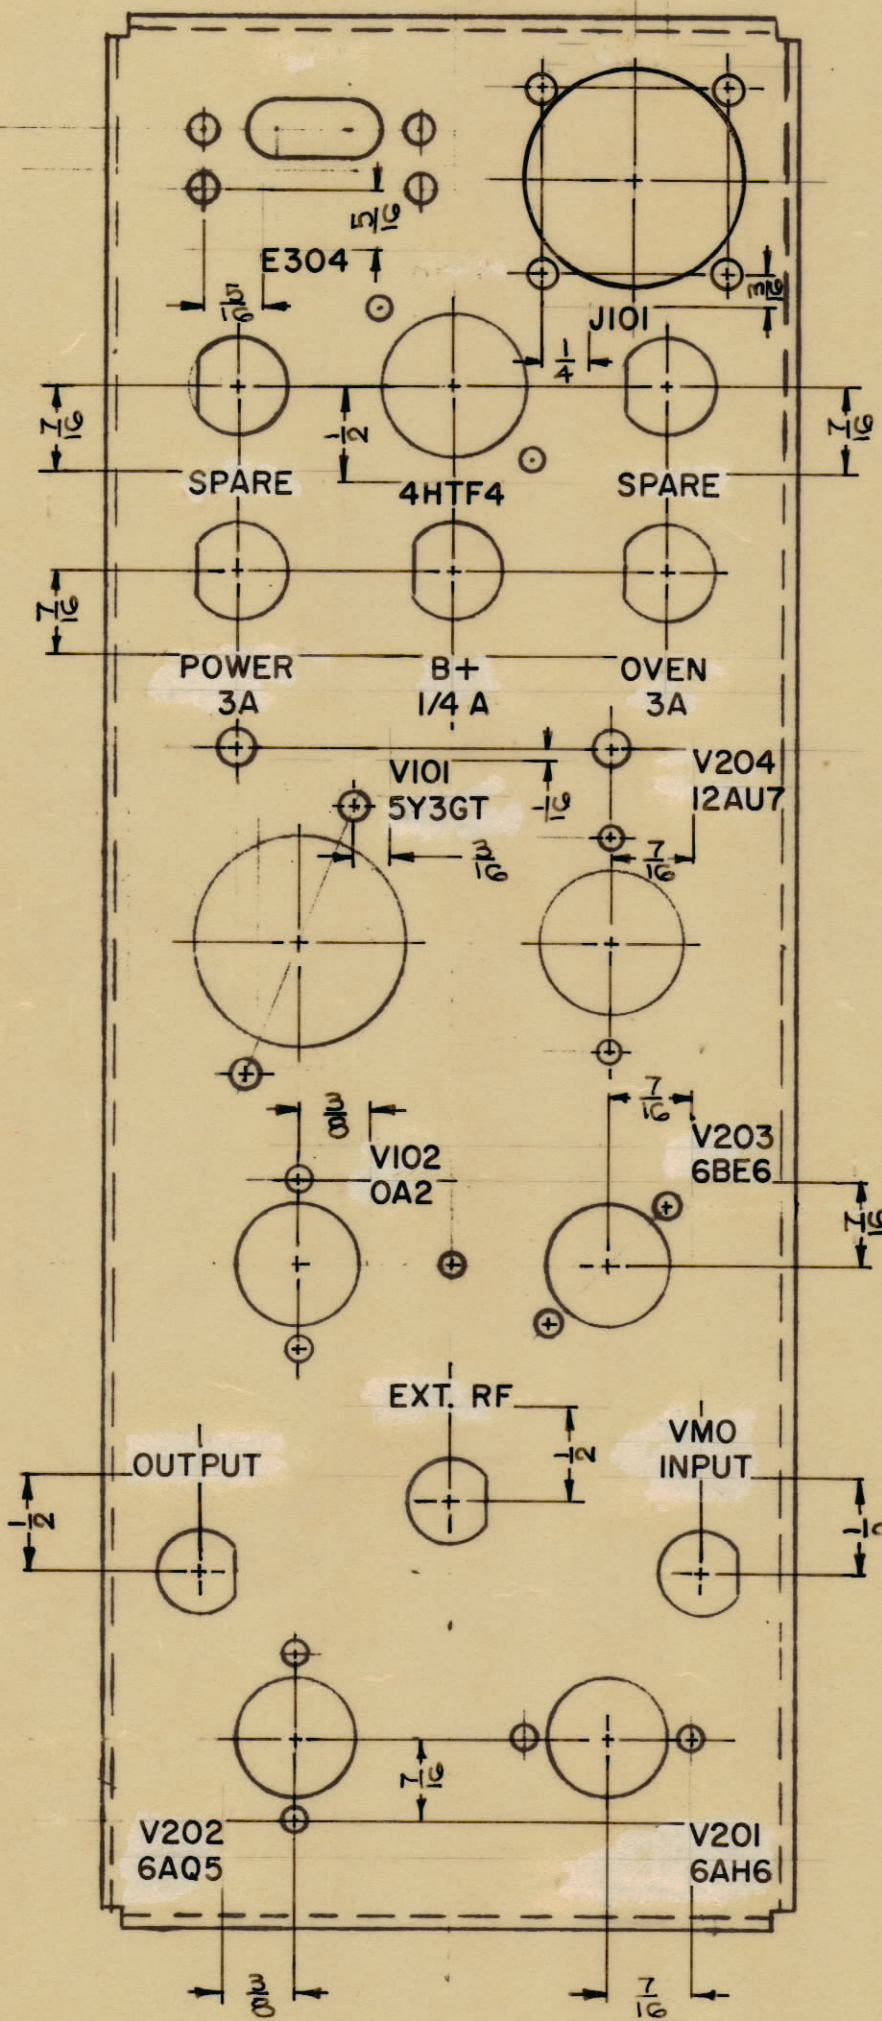 5/16
E304
5/16
3/16
J101
1/4
7/16
1/2
7/16
SPARE
4HTF4
SPARE
7/16
POWER
3A
B+
1/4 A
OVEN
3A
V101
5Y3GT
1/16
V204
12AU7
3/16
7/16
3/8
7/16
V102
OA2
V203
6BE6
7/16
EXT. RF
1/2
OUTPUT
VMO
INPUT
1/2
1/2
7/16
V202
6AQ5
V201
6AH6
3/8
7/16